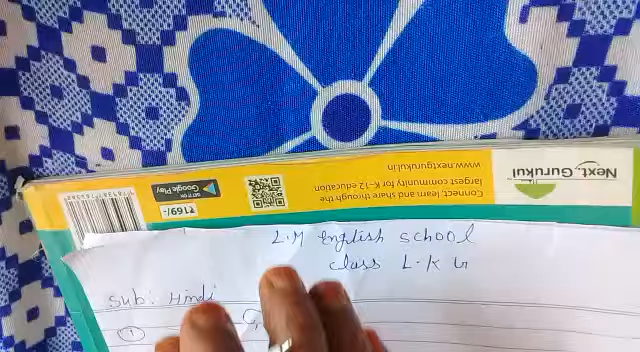 Next Gurukul
Connect, learn and share through the
largest community for K-12 education
www.nextgurukul.in
GET IT ON
Google Play
₹169/-
L.M English school
class L.K G
Sub: Hindi
1